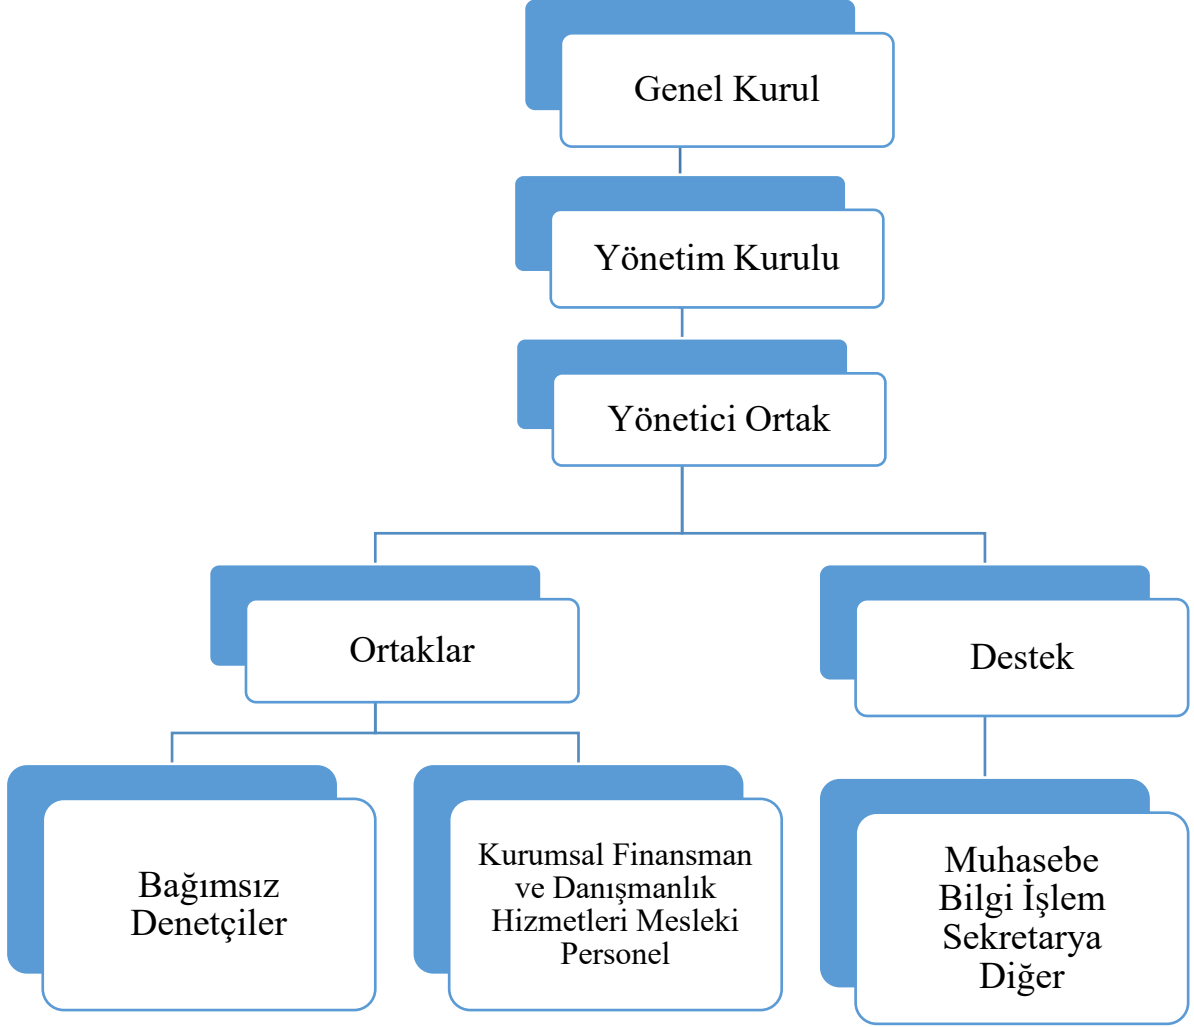 Genel Kurul
Yönetim Kurulu
Yönetici Ortak
Ortaklar
Destek
Bağımsız
Denetçiler
Kurumsal Finansman
ve Danışmanlık
Hizmetleri Mesleki
Personel
Muhasebe
Bilgi İşlem
Sekretarya
Diğer